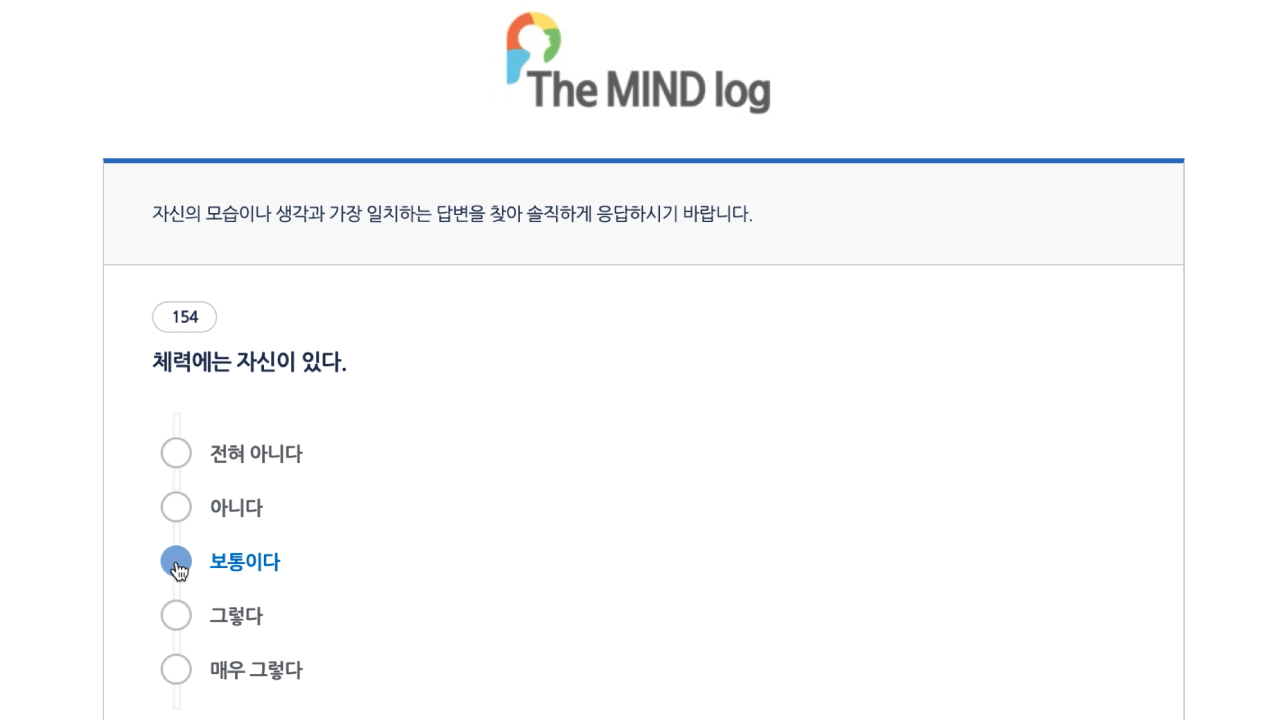 The MIND log
자신의 모습이나 생각과 가장 일치하는 답변을 찾아 솔직하게 응답하시기 바랍니다.
154
체력에는 자신이 있다.
전혀 아니다
아니다
보통이다
그렇다
매우 그렇다